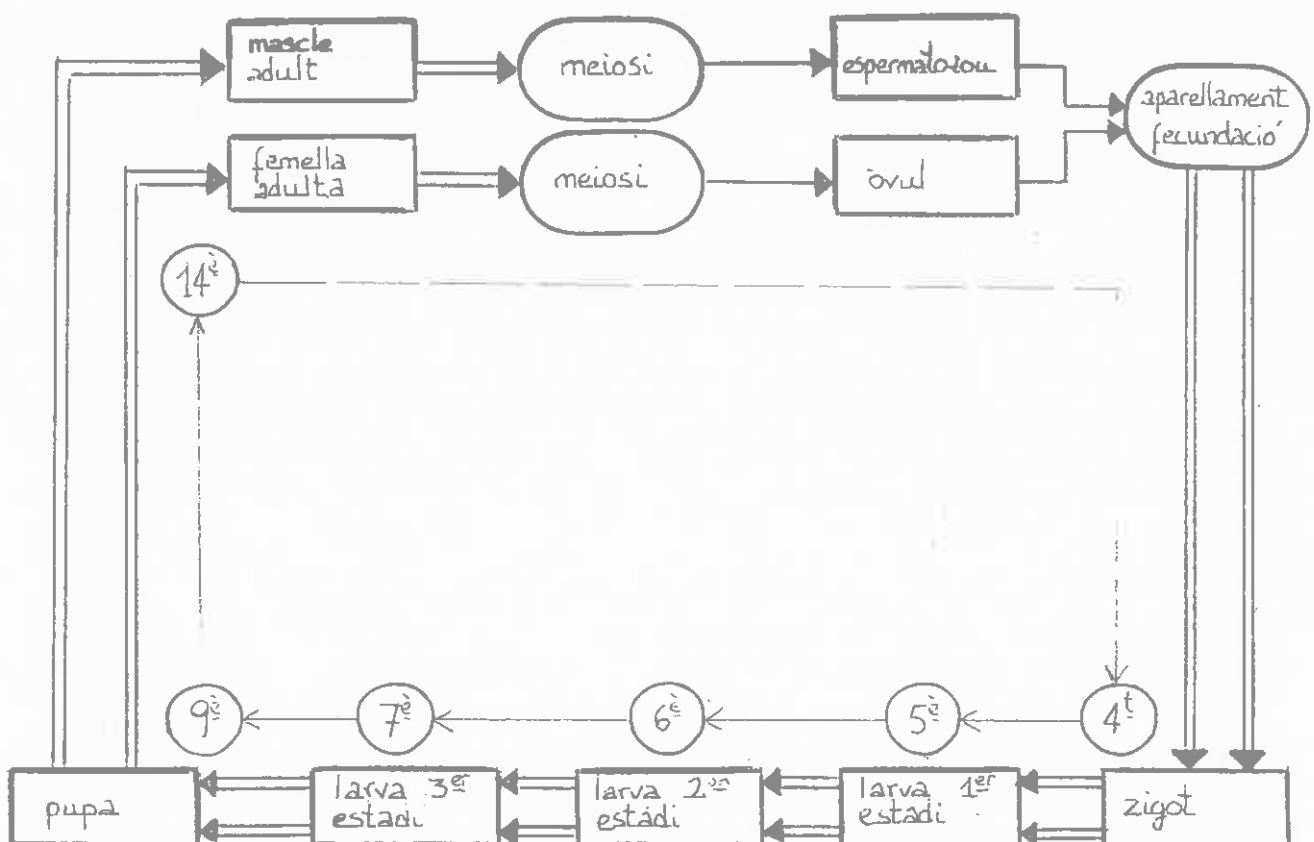 mascle
adult
meiosi
espermatozou
aparellament
fecundació
femella
adulta
meiosi
òvul
14è
9è
7è
6è
5è
4t
pupa
larva 3er
estadi
larva 2on
estadi
larva 1er
estadi
zigot